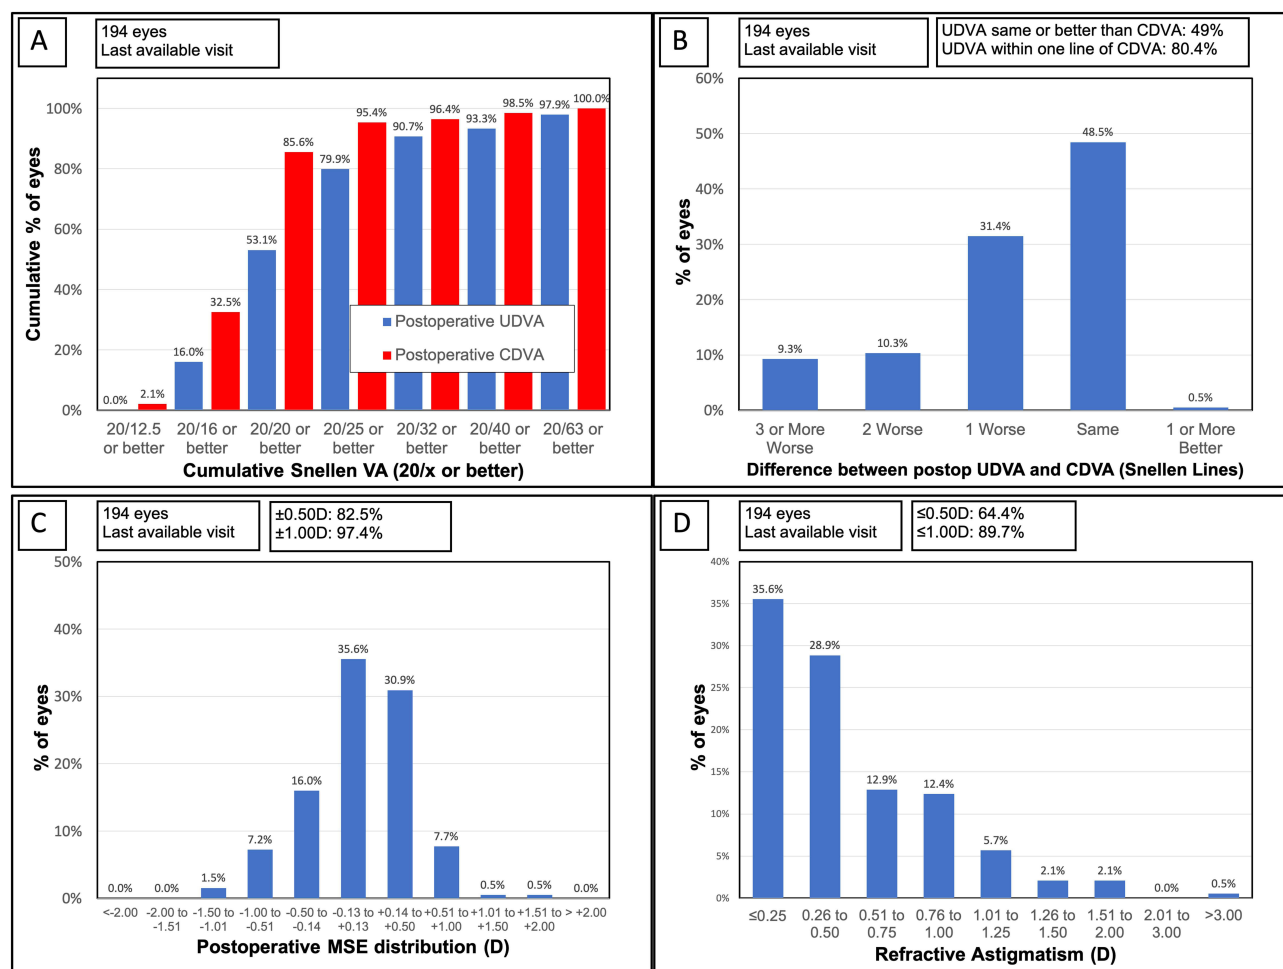 A
194 eyes
Last available visit
Cumulative % of eyes
100%
80%
60%
40%
20%
0%
0.0%
2.1%
16.0%
32.5%
53.1%
85.6%
79.9%
95.4%
90.7%
96.4%
93.3%
98.5%
97.9%
100.0%
Postoperative UDVA
Postoperative CDVA
20/12.5 or better
20/16 or better
20/20 or better
20/25 or better
20/32 or better
20/40 or better
20/63 or better
Cumulative Snellen VA (20/x or better)
B
194 eyes
Last available visit
UDVA same or better than CDVA: 49%
UDVA within one line of CDVA: 80.4%
% of eyes
60%
50%
40%
30%
20%
10%
0%
9.3%
10.3%
31.4%
48.5%
0.5%
3 or More Worse
2 Worse
1 Worse
Same
1 or More Better
Difference between postop UDVA and CDVA (Snellen Lines)
C
194 eyes
Last available visit
±0.50D: 82.5%
±1.00D: 97.4%
% of eyes
50%
40%
30%
20%
10%
0%
0.0%
0.0%
1.5%
7.2%
16.0%
35.6%
30.9%
7.7%
0.5%
0.5%
0.0%
<-2.00
-2.00 to -1.51
-1.50 to -1.01
-1.00 to -0.51
-0.50 to -0.14
-0.13 to +0.13
+0.14 to +0.50
+0.51 to +1.00
+1.01 to +1.50
+1.51 to +2.00
> +2.00
Postoperative MSE distribution (D)
D
194 eyes
Last available visit
≤0.50D: 64.4%
≤1.00D: 89.7%
% of eyes
40%
35%
30%
25%
20%
15%
10%
5%
0%
35.6%
28.9%
12.9%
12.4%
5.7%
2.1%
2.1%
0.0%
0.5%
≤0.25
0.26 to 0.50
0.51 to 0.75
0.76 to 1.00
1.01 to 1.25
1.26 to 1.50
1.51 to 2.00
2.01 to 3.00
>3.00
Refractive Astigmatism (D)